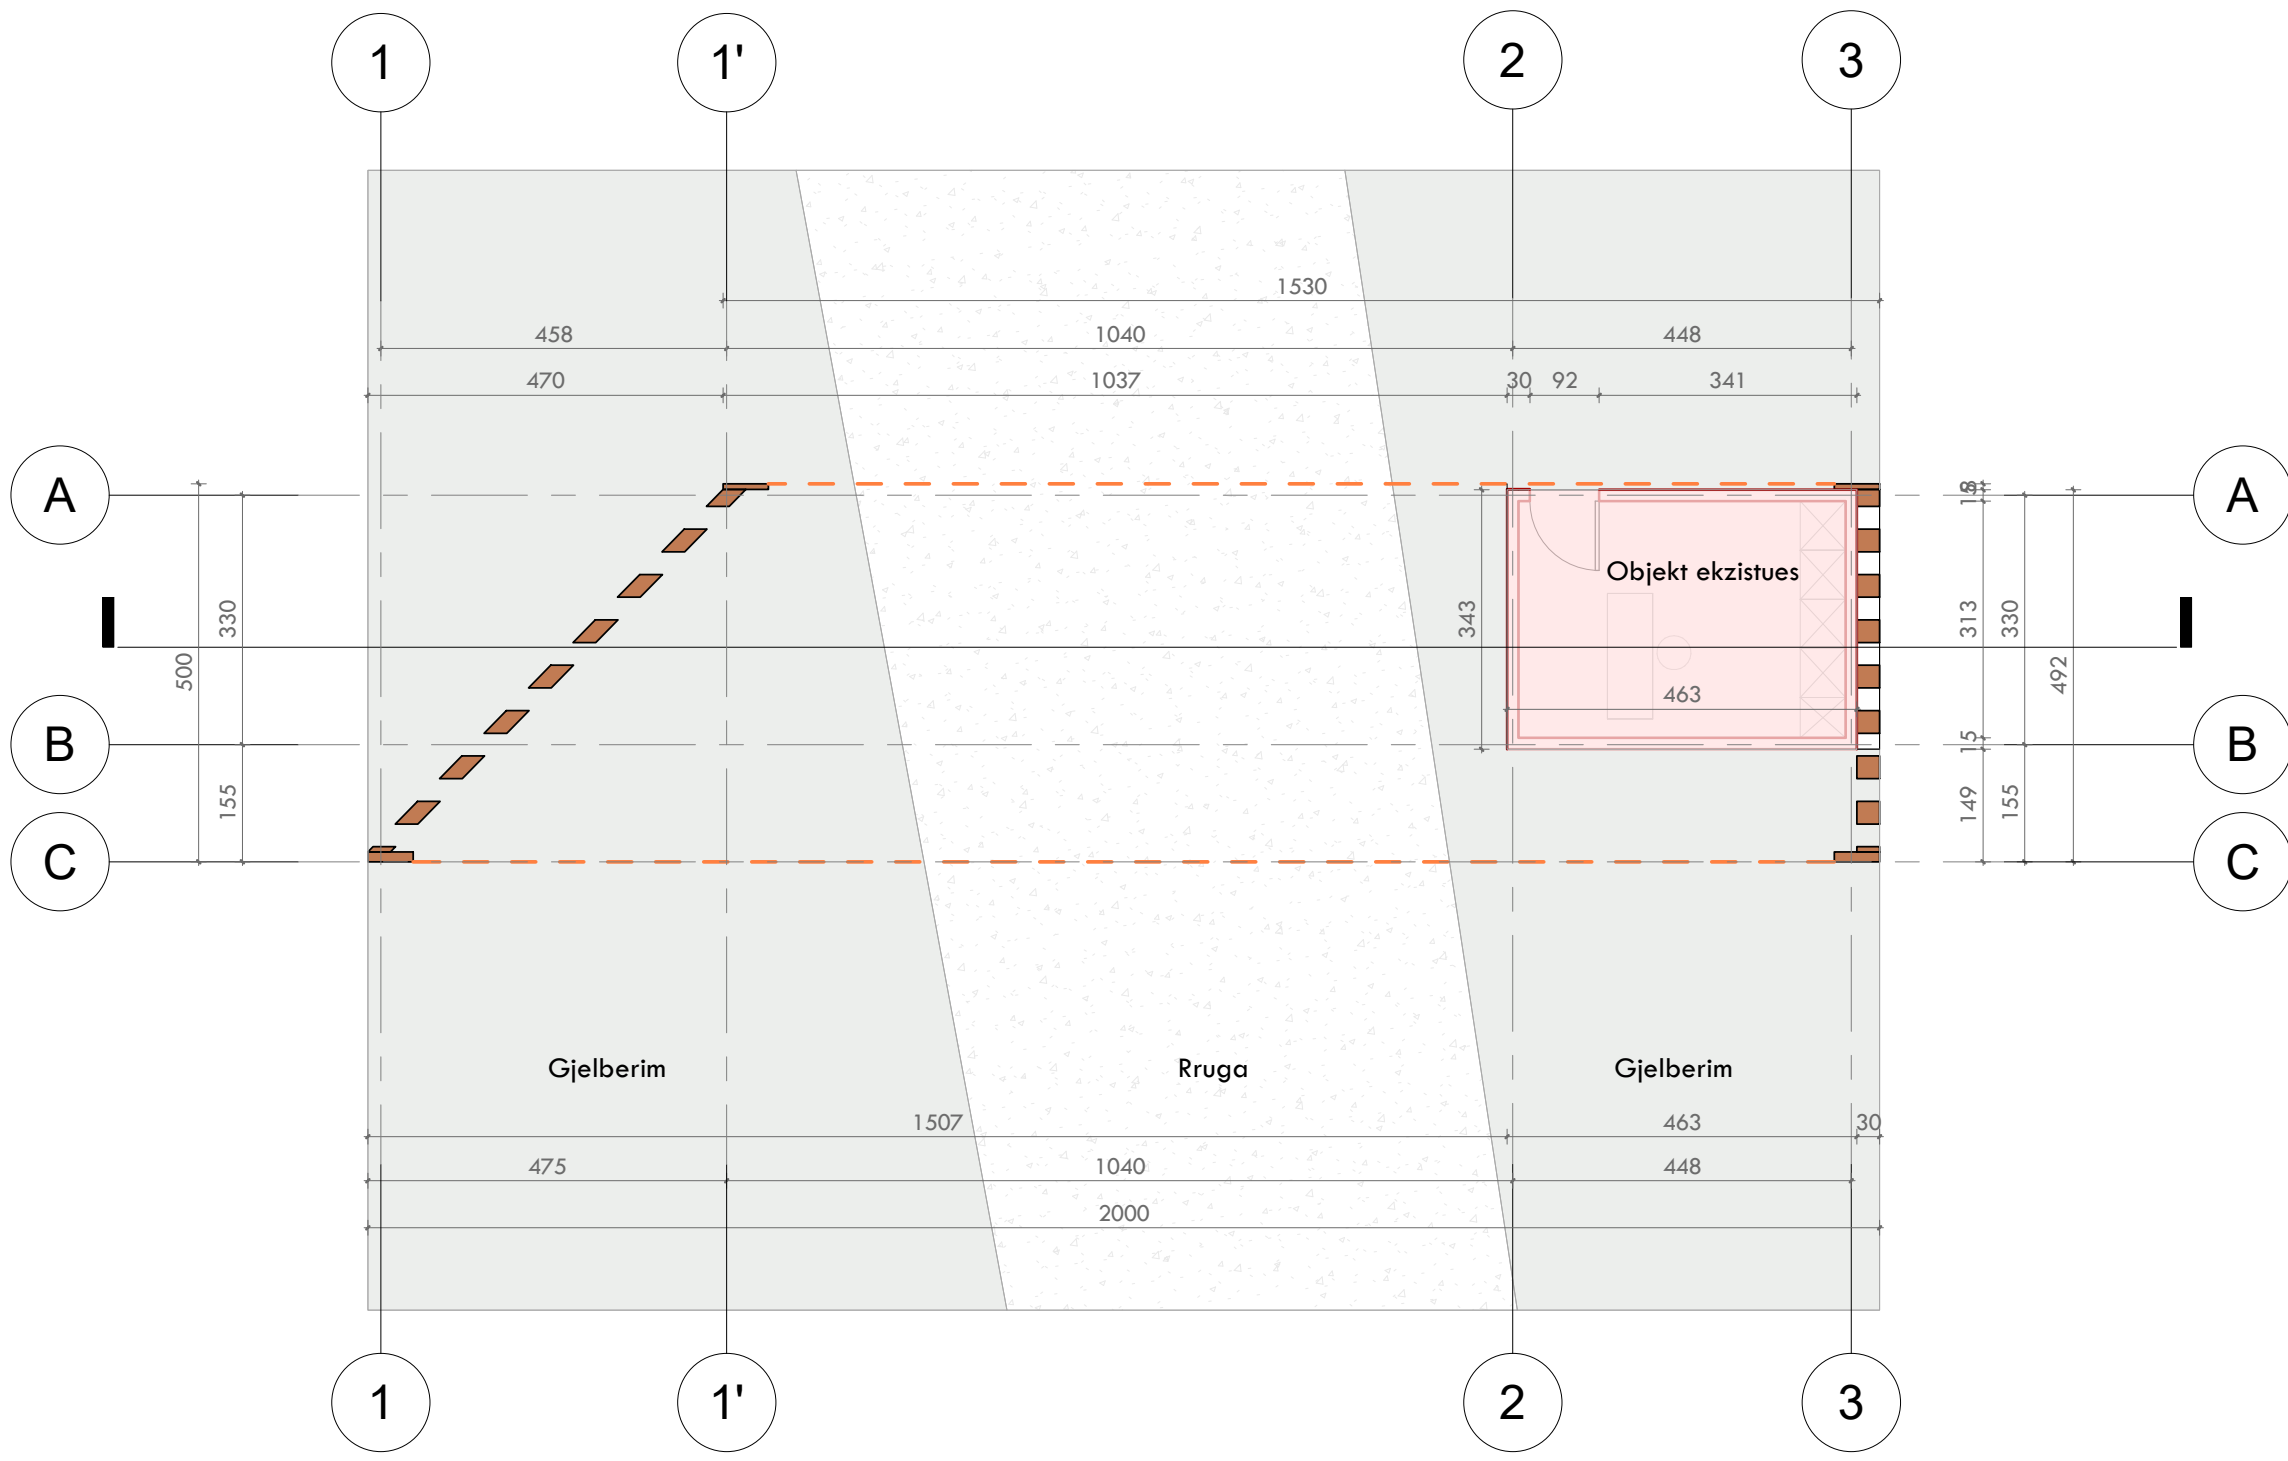 1 1' 2 3
1530
458 1040 448
470 1037 30 92 341
A A
Objekt ekzistues
330 343 313 330
500 492
463
B 15 B
155 149 155
C C
Gjelberim Rruga Gjelberim
1507 463 30
475 1040 448
2000
1 1' 2 3